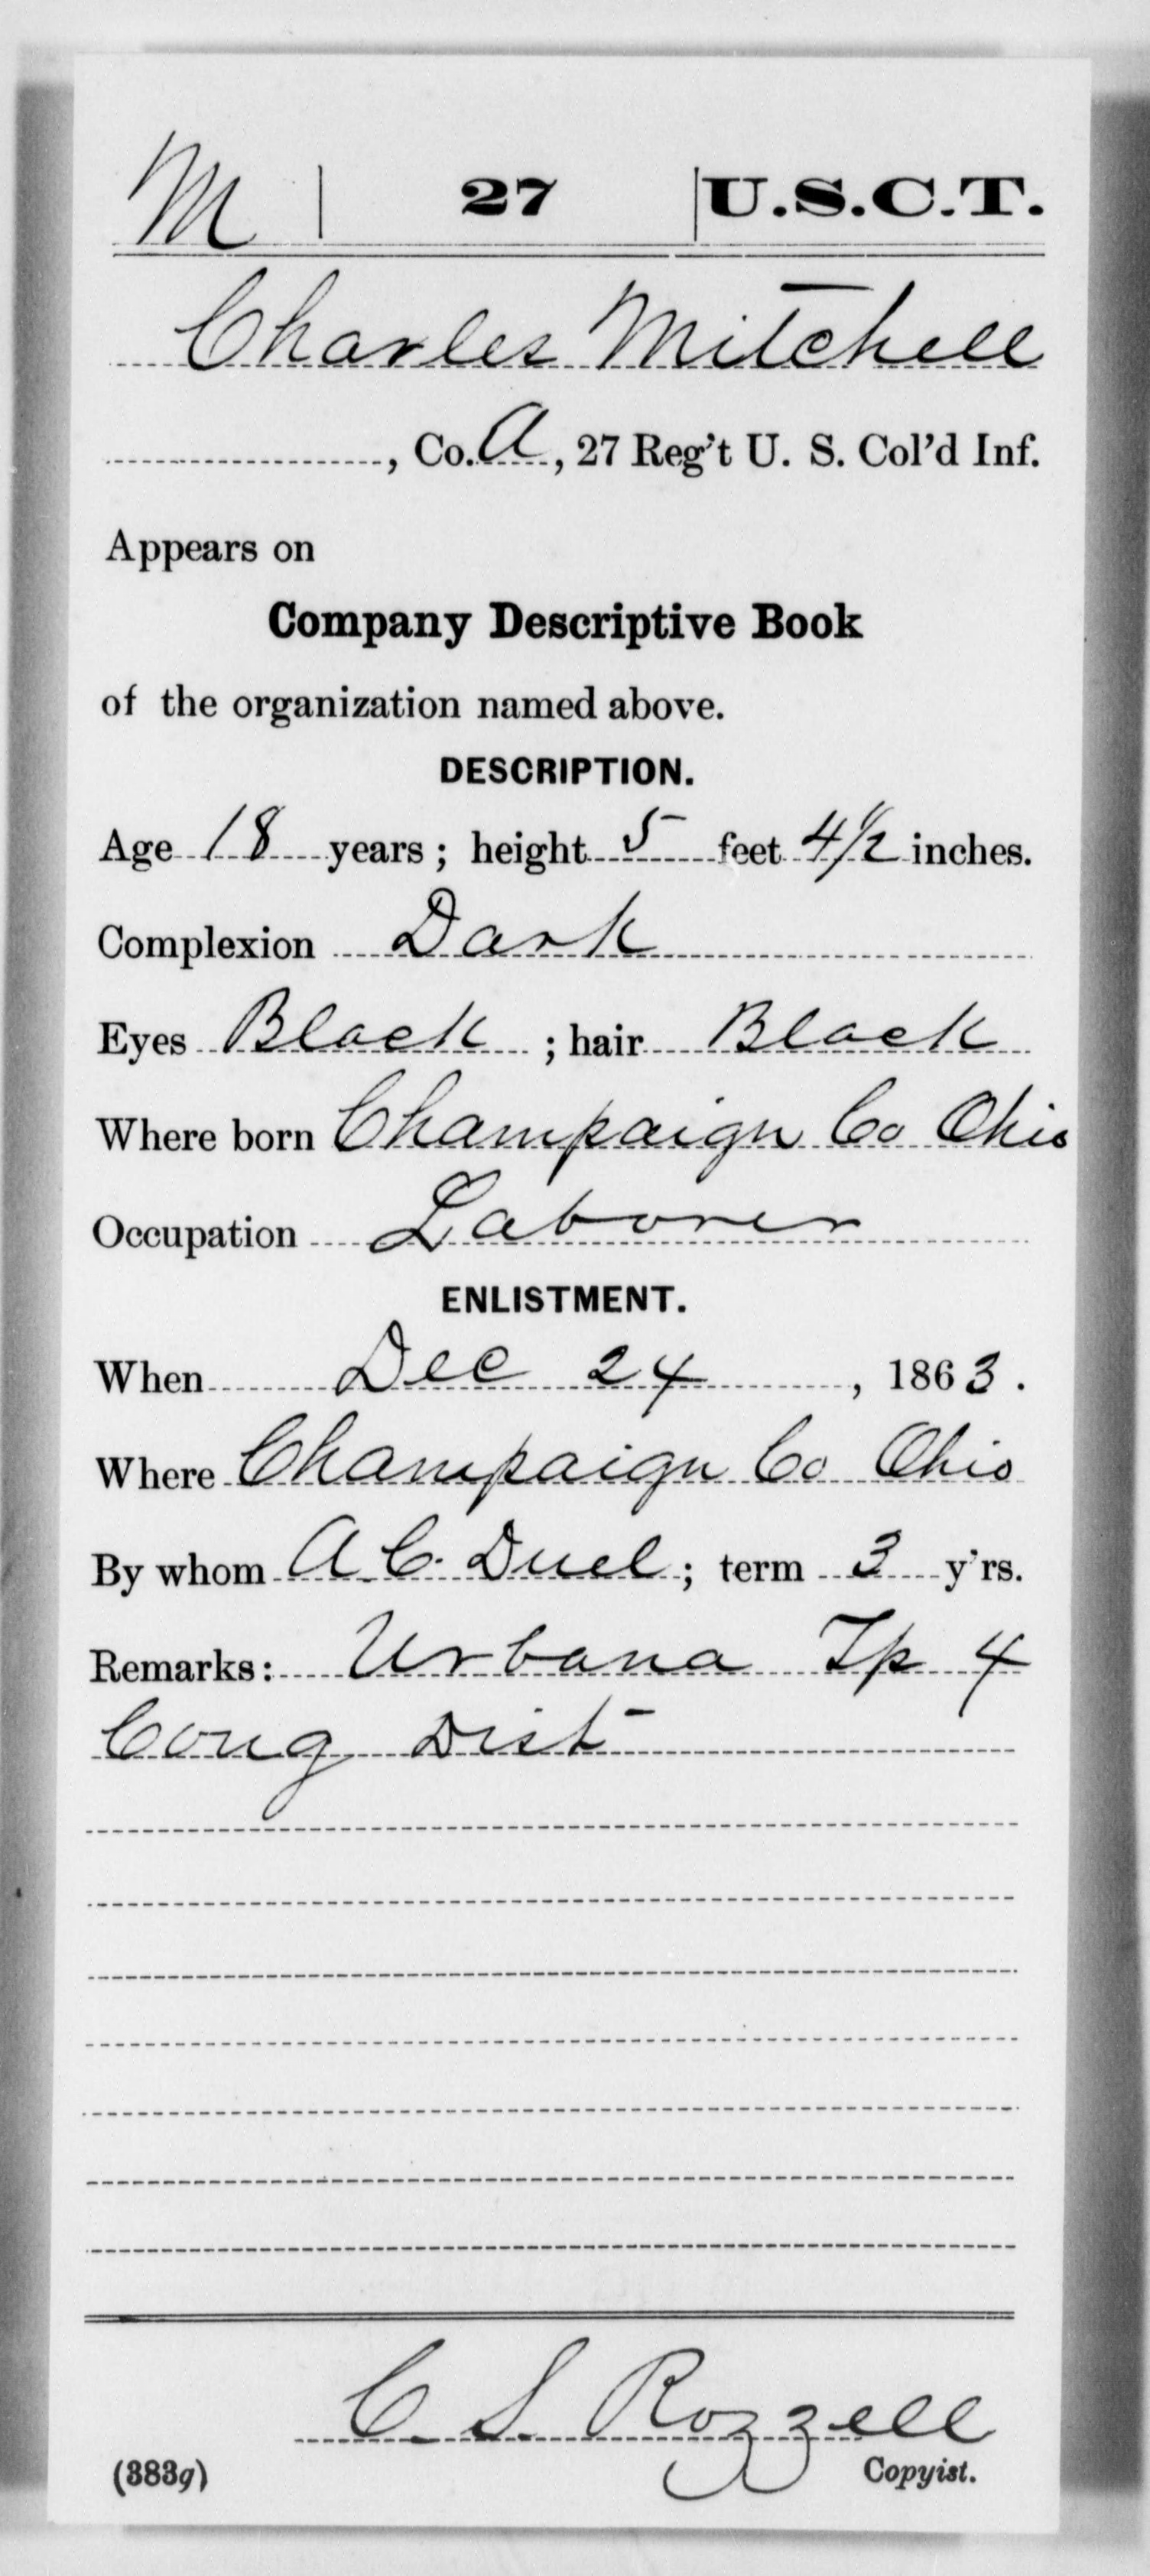 M | 27 | U.S.C.T.
Charles Mitchell
, Co. A, 27 Reg't U. S. Col'd Inf.
Appears on
Company Descriptive Book
of the organization named above.
DESCRIPTION.
Age 18 years; height 5 feet 4 1/2 inches.
Complexion Dark
Eyes Black ; hair Black
Where born Champaign Co Ohio
Occupation Laborer
ENLISTMENT.
When Dec 24, 1863.
Where Champaign Co Ohio
By whom A. C. Duel; term 3 y'rs.
Remarks: Urbana Tp 4
Cong Dist
C. S. Rozzell
(383g) Copyist.